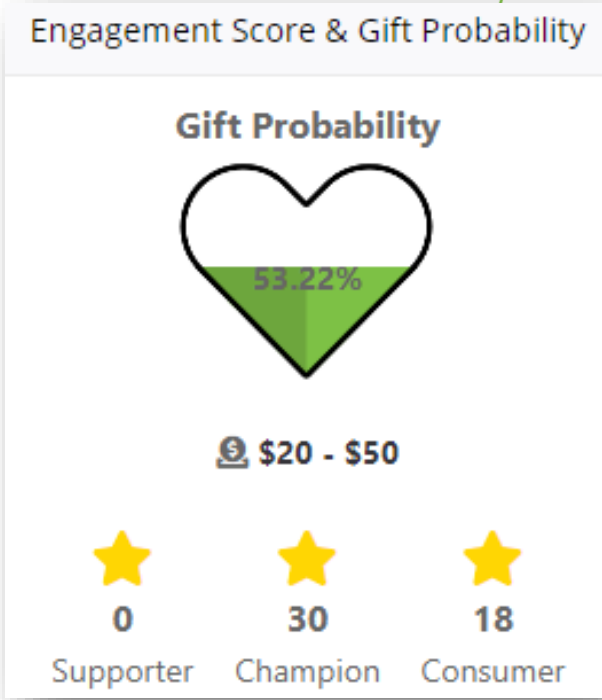 Engagement Score & Gift Probability
Gift Probability
53.22%
$20 - $50
0 30 18
Supporter Champion Consumer